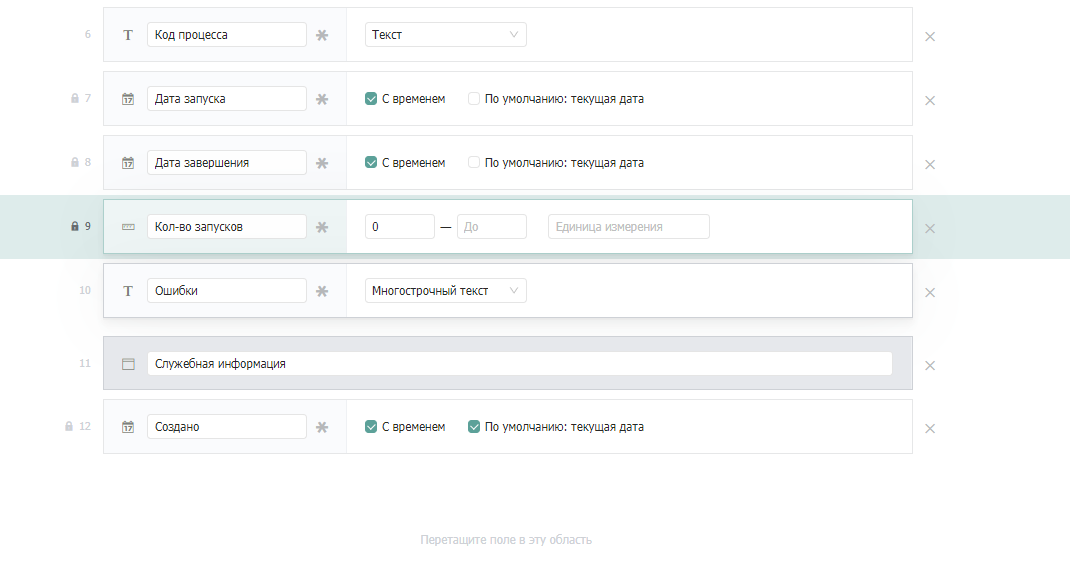 6 T Код процесса Текст
7 17 Дата запуска С временем По умолчанию: текущая дата
8 17 Дата завершения С временем По умолчанию: текущая дата
9 Кол-во запусков 0 — До Единица измерения
10 T Ошибки Многострочный текст
11 Служебная информация
12 17 Создано С временем По умолчанию: текущая дата
Перетащите поле в эту область